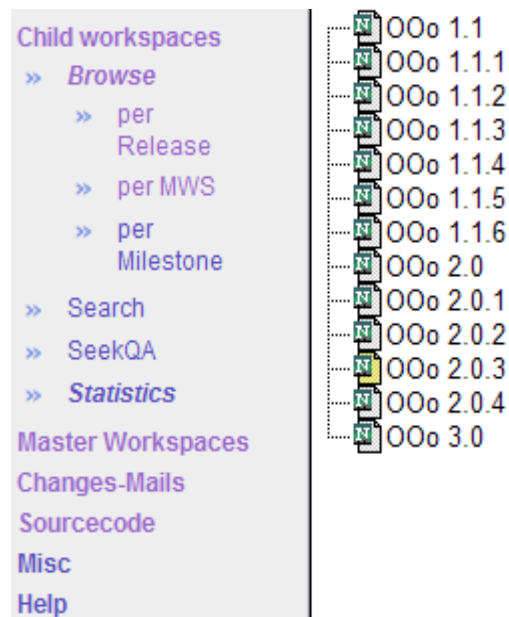 Child workspaces
» Browse
» per
Release
» per MWS
» per
Milestone
» Search
» SeekQA
» Statistics
Master Workspaces
Changes-Mails
Sourcecode
Misc
Help
N OOo 1.1
N OOo 1.1.1
N OOo 1.1.2
N OOo 1.1.3
N OOo 1.1.4
N OOo 1.1.5
N OOo 1.1.6
N OOo 2.0
N OOo 2.0.1
N OOo 2.0.2
N OOo 2.0.3
N OOo 2.0.4
N OOo 3.0